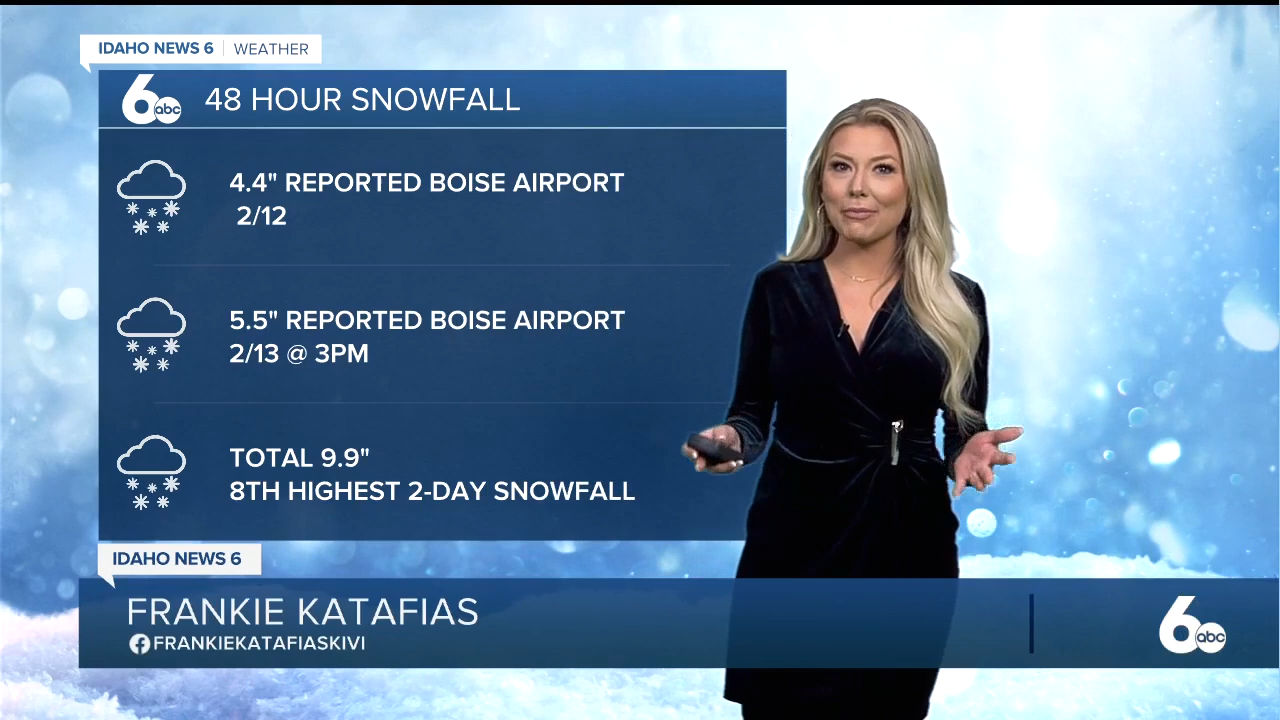 IDAHO NEWS 6 | WEATHER
6 abc 48 HOUR SNOWFALL
4.4" REPORTED BOISE AIRPORT
2/12
5.5" REPORTED BOISE AIRPORT
2/13 @ 3PM
TOTAL 9.9"
8TH HIGHEST 2-DAY SNOWFALL
IDAHO NEWS 6
FRANKIE KATAFIAS
FRANKIEKATAFIASKIVI
6 abc